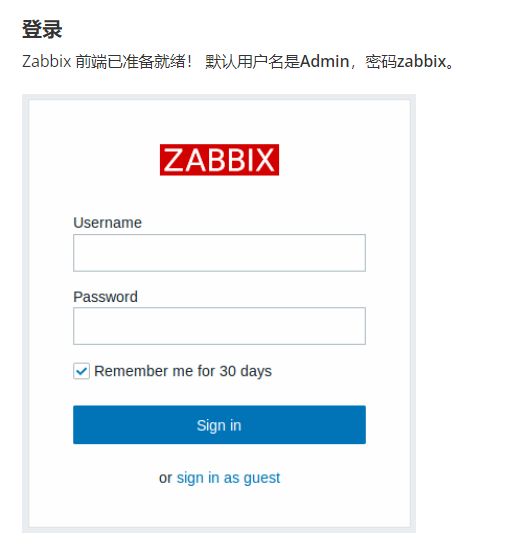 登录
Zabbix 前端已准备就绪！ 默认用户名是Admin，密码zabbix。
ZABBIX
Username
Password
Remember me for 30 days
Sign in
or sign in as guest